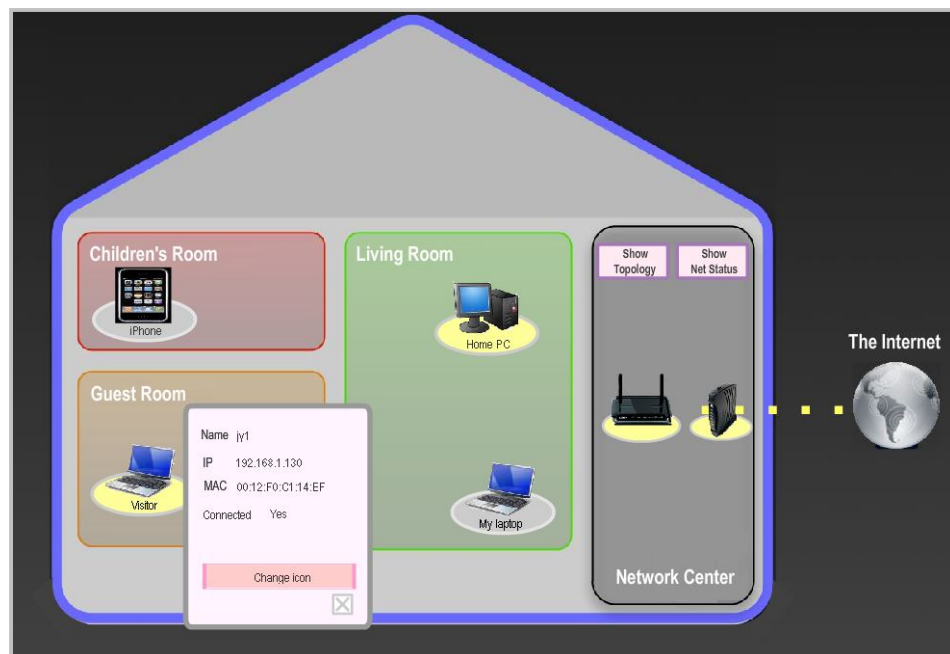 Children's Room
iPhone
Living Room
Home PC
My laptop
Guest Room
Visitor
Name jy1
IP 192.168.1.130
MAC 00:12:F0:C1:14:EF
Connected Yes
Change icon
Show
Topology
Show
Net Status
Network Center
The Internet